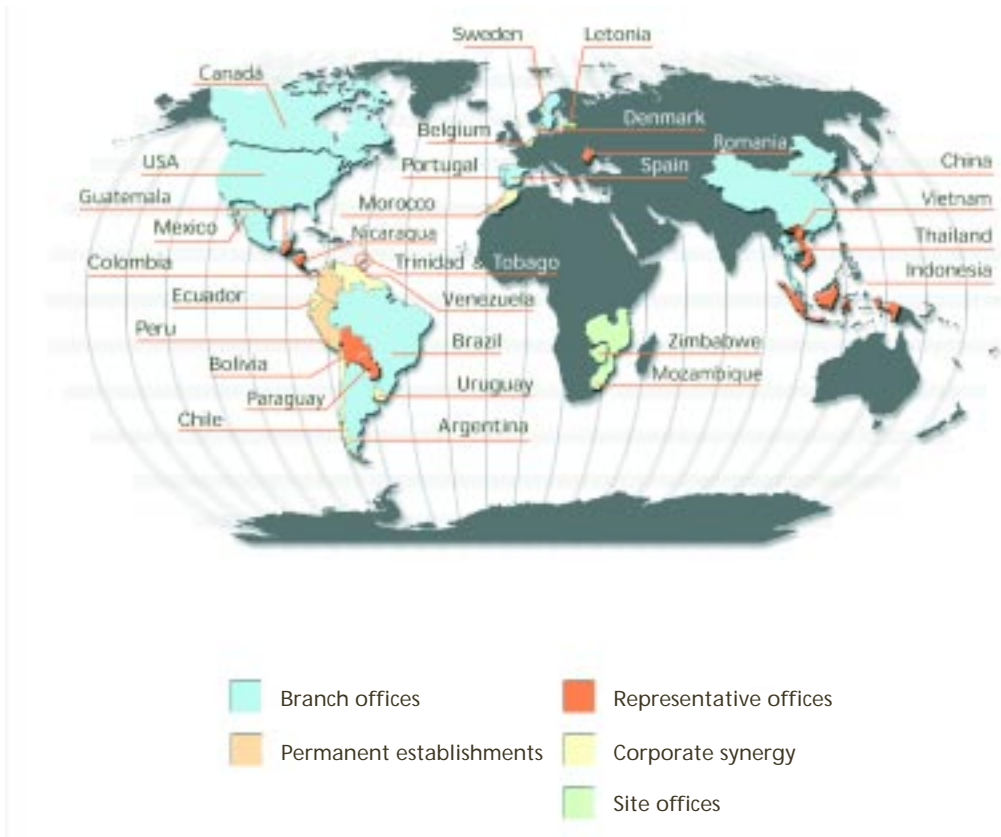 Sweden Letonia
Canadá
Belgium Denmark
Romania
USA Portugal Spain China
Guatemala Morocco Vietnam
Mexico Nicaragua Thailand
Colombia Trinidad & Tobago Indonesia
Ecuador Venezuela
Peru Brazil Zimbabwe
Bolivia Mozambique
Paraguay Uruguay
Chile Argentina
Branch offices Representative offices
Permanent establishments Corporate synergy
Site offices